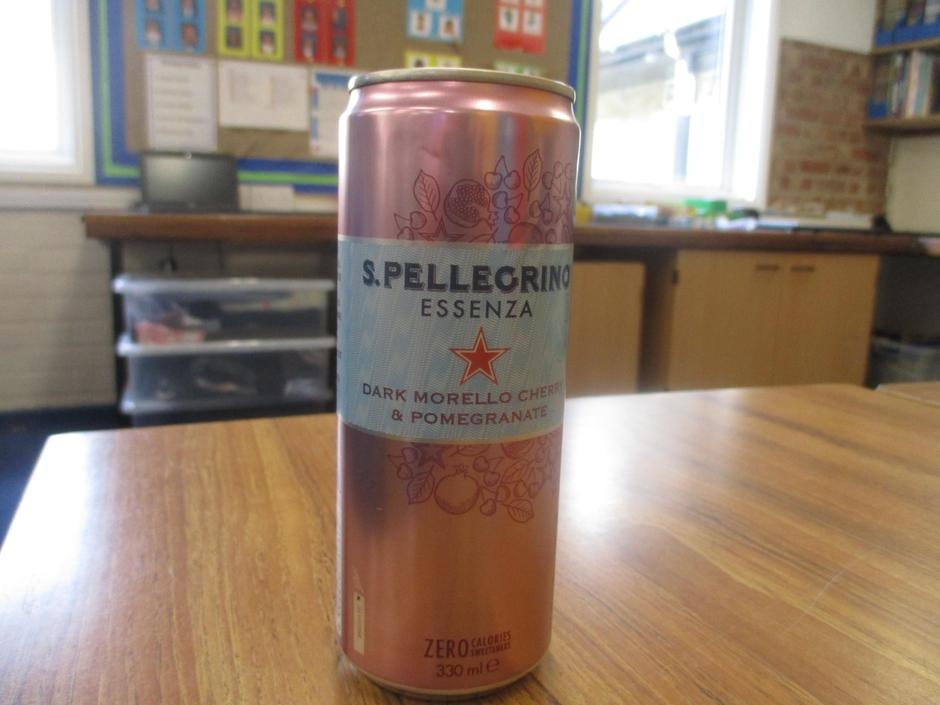 S.PELLEGRINO
ESSENZA
DARK MORELLO CHERRY
& POMEGRANATE
ZERO CALORIES
SWEETENERS
330 ml e